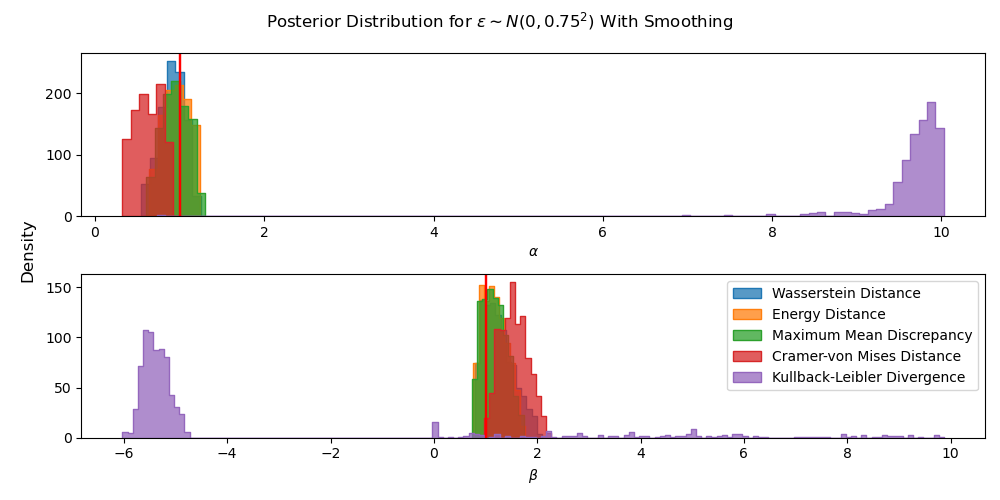 Posterior Distribution for ε ~ N(0, 0.75²) With Smoothing
200
100
0
0 2 4 6 8 10
α
Density
150
100
50
0
−6 −4 −2 0 2 4 6 8 10
β
Wasserstein Distance
Energy Distance
Maximum Mean Discrepancy
Cramer-von Mises Distance
Kullback-Leibler Divergence